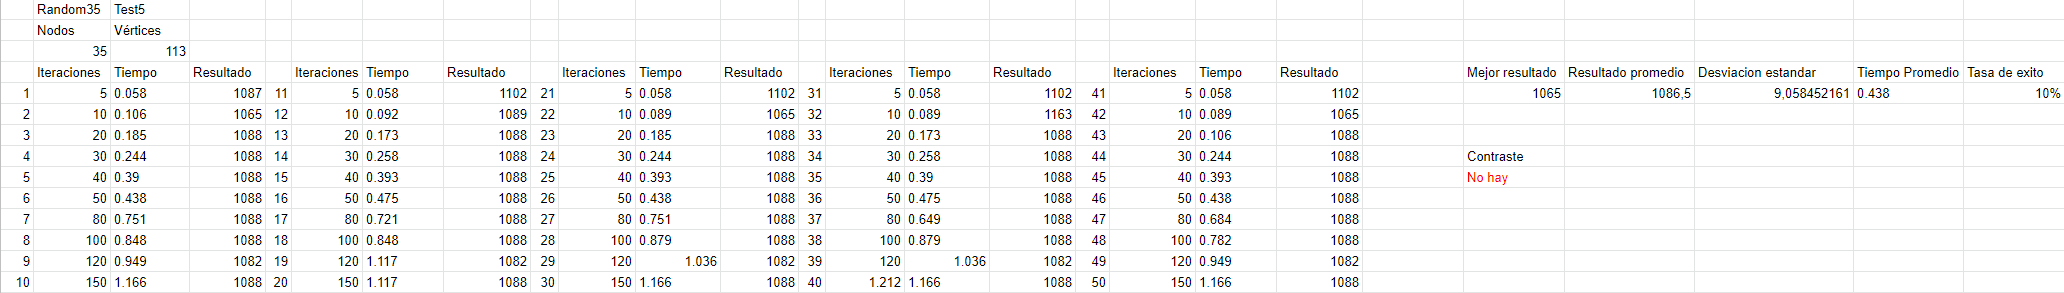 Random35 Test5
Nodos Vértices
35 113
Iteraciones Tiempo Resultado Iteraciones Tiempo Resultado Iteraciones Tiempo Resultado Iteraciones Tiempo Resultado Iteraciones Tiempo Resultado Mejor resultado Resultado promedio Desviacion estandar Tiempo Promedio Tasa de exito
1 5 0.058 1087 11 5 0.058 1102 21 5 0.058 1102 31 5 0.058 1102 41 5 0.058 1102 1065 1086,5 9,058452161 0.438 10%
2 10 0.106 1065 12 10 0.092 1089 22 10 0.089 1065 32 10 0.089 1163 42 10 0.089 1065
3 20 0.185 1088 13 20 0.173 1088 23 20 0.185 1088 33 20 0.173 1088 43 20 0.106 1088
4 30 0.244 1088 14 30 0.258 1088 24 30 0.244 1088 34 30 0.258 1088 44 30 0.244 1088 Contraste
5 40 0.39 1088 15 40 0.393 1088 25 40 0.393 1088 35 40 0.39 1088 45 40 0.393 1088 No hay
6 50 0.438 1088 16 50 0.475 1088 26 50 0.438 1088 36 50 0.475 1088 46 50 0.438 1088
7 80 0.751 1088 17 80 0.721 1088 27 80 0.751 1088 37 80 0.649 1088 47 80 0.684 1088
8 100 0.848 1088 18 100 0.848 1088 28 100 0.879 1088 38 100 0.879 1088 48 100 0.782 1088
9 120 0.949 1082 19 120 1.117 1082 29 120 1.036 1082 39 120 1.036 1082 49 120 0.949 1082
10 150 1.166 1088 20 150 1.117 1088 30 150 1.166 1088 40 1.212 1.166 1088 50 150 1.166 1088